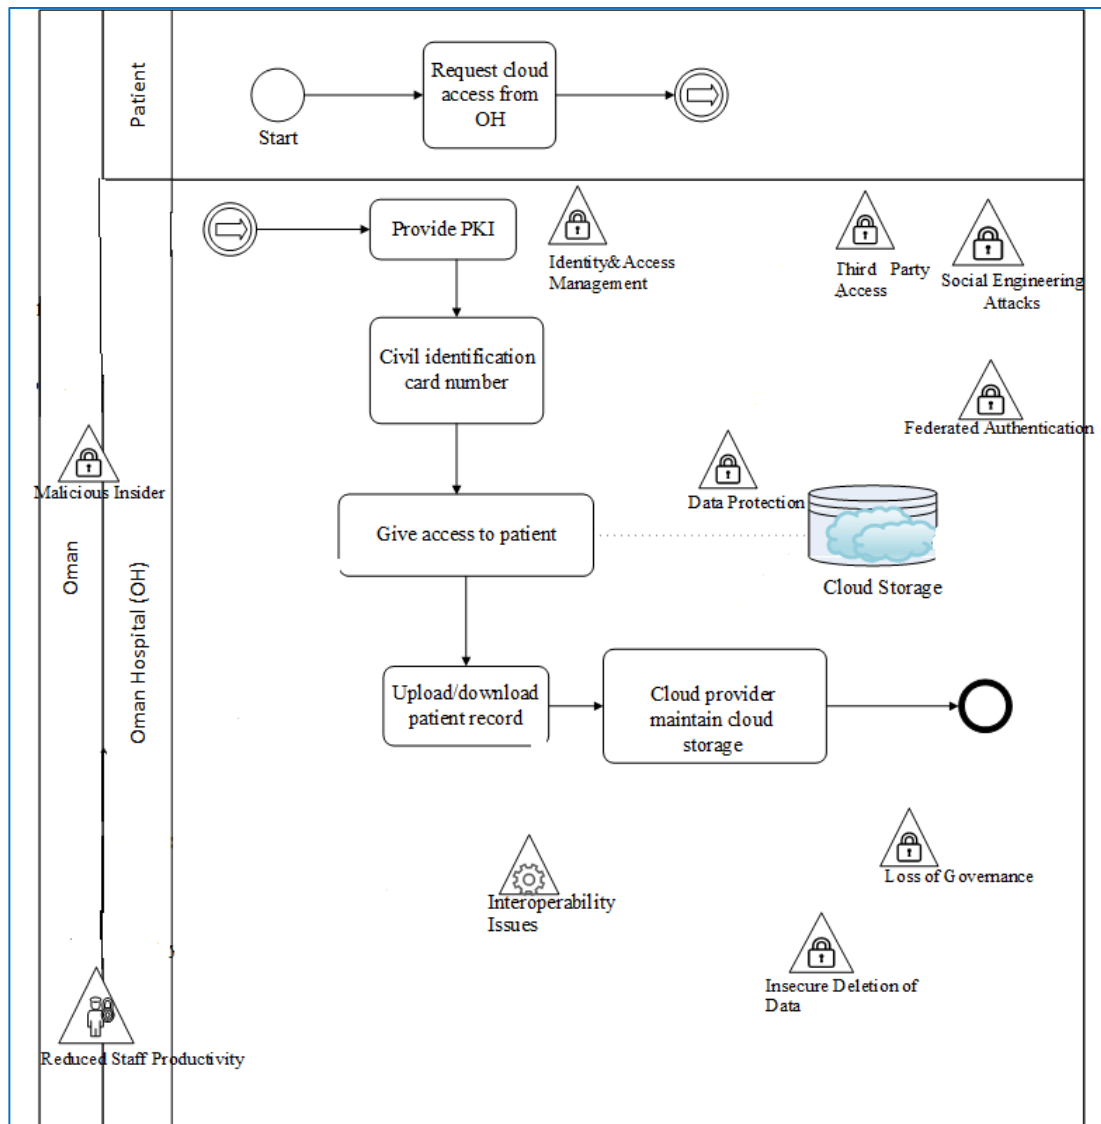 Patient
Start
Request cloud
access from
OH
Oman
Oman Hospital (OH)
Provide PKI
Identity&Access
Management
Third Party
Access
Social Engineering
Attacks
Civil identification
card number
Federated Authentication
Malicious Insider
Data Protection
Give access to patient
Cloud Storage
Upload/download
patient record
Cloud provider
maintain cloud
storage
Interoperability
Issues
Loss of Governance
Insecure Deletion of
Data
Reduced Staff Productivity